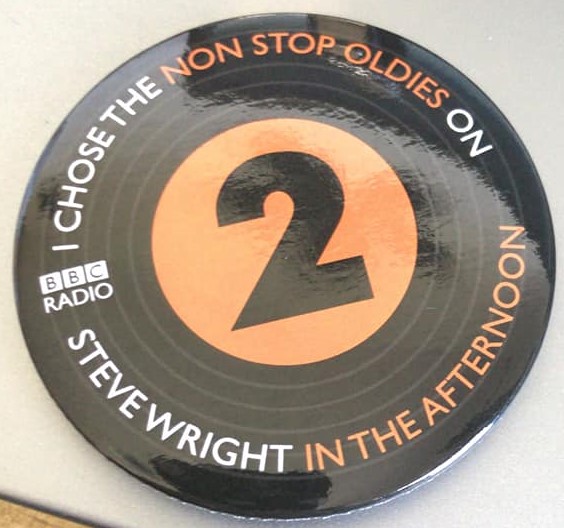 I CHOSE THE NON STOP OLDIES ON
BBC
RADIO
2
STEVE WRIGHT IN THE AFTERNOON